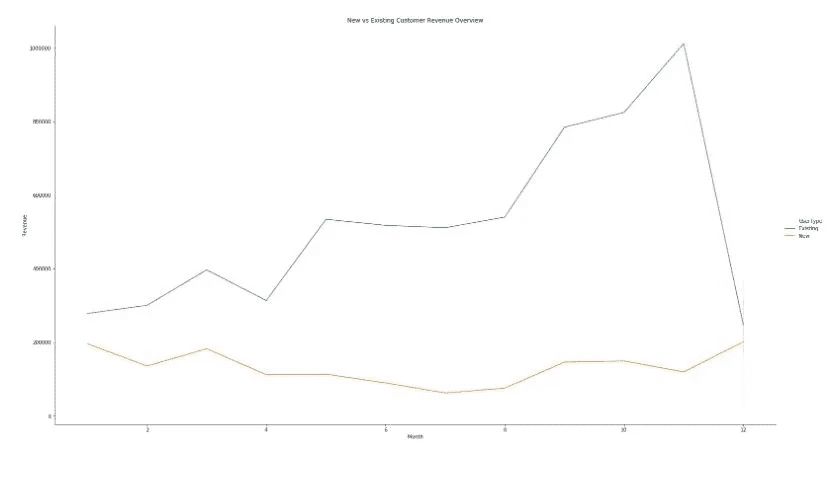 New vs Existing Customer Revenue Overview
1000000
800000
600000
400000
200000
0
Revenue
2 4 6 8 10 12
Month
UserType
Existing
New